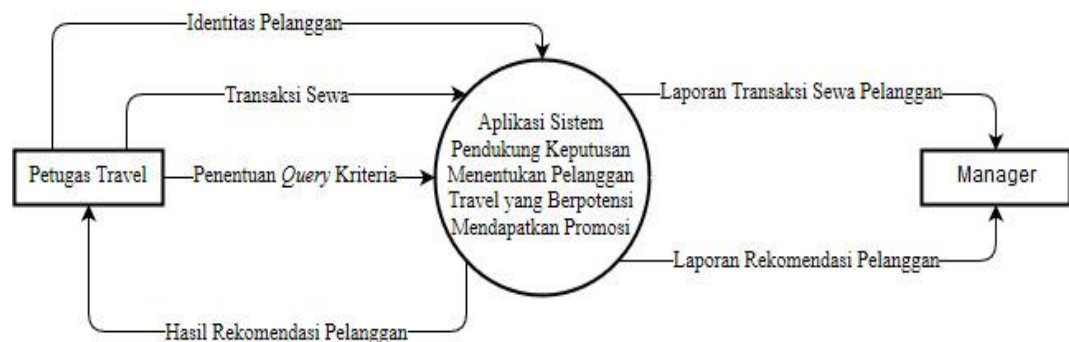 Identitas Pelanggan
Transaksi Sewa
Petugas Travel
Penentuan Query Kriteria
Hasil Rekomendasi Pelanggan
Aplikasi Sistem
Pendukung Keputusan
Menentukan Pelanggan
Travel yang Berpotensi
Mendapatkan Promosi
Laporan Transaksi Sewa Pelanggan
Manager
Laporan Rekomendasi Pelanggan